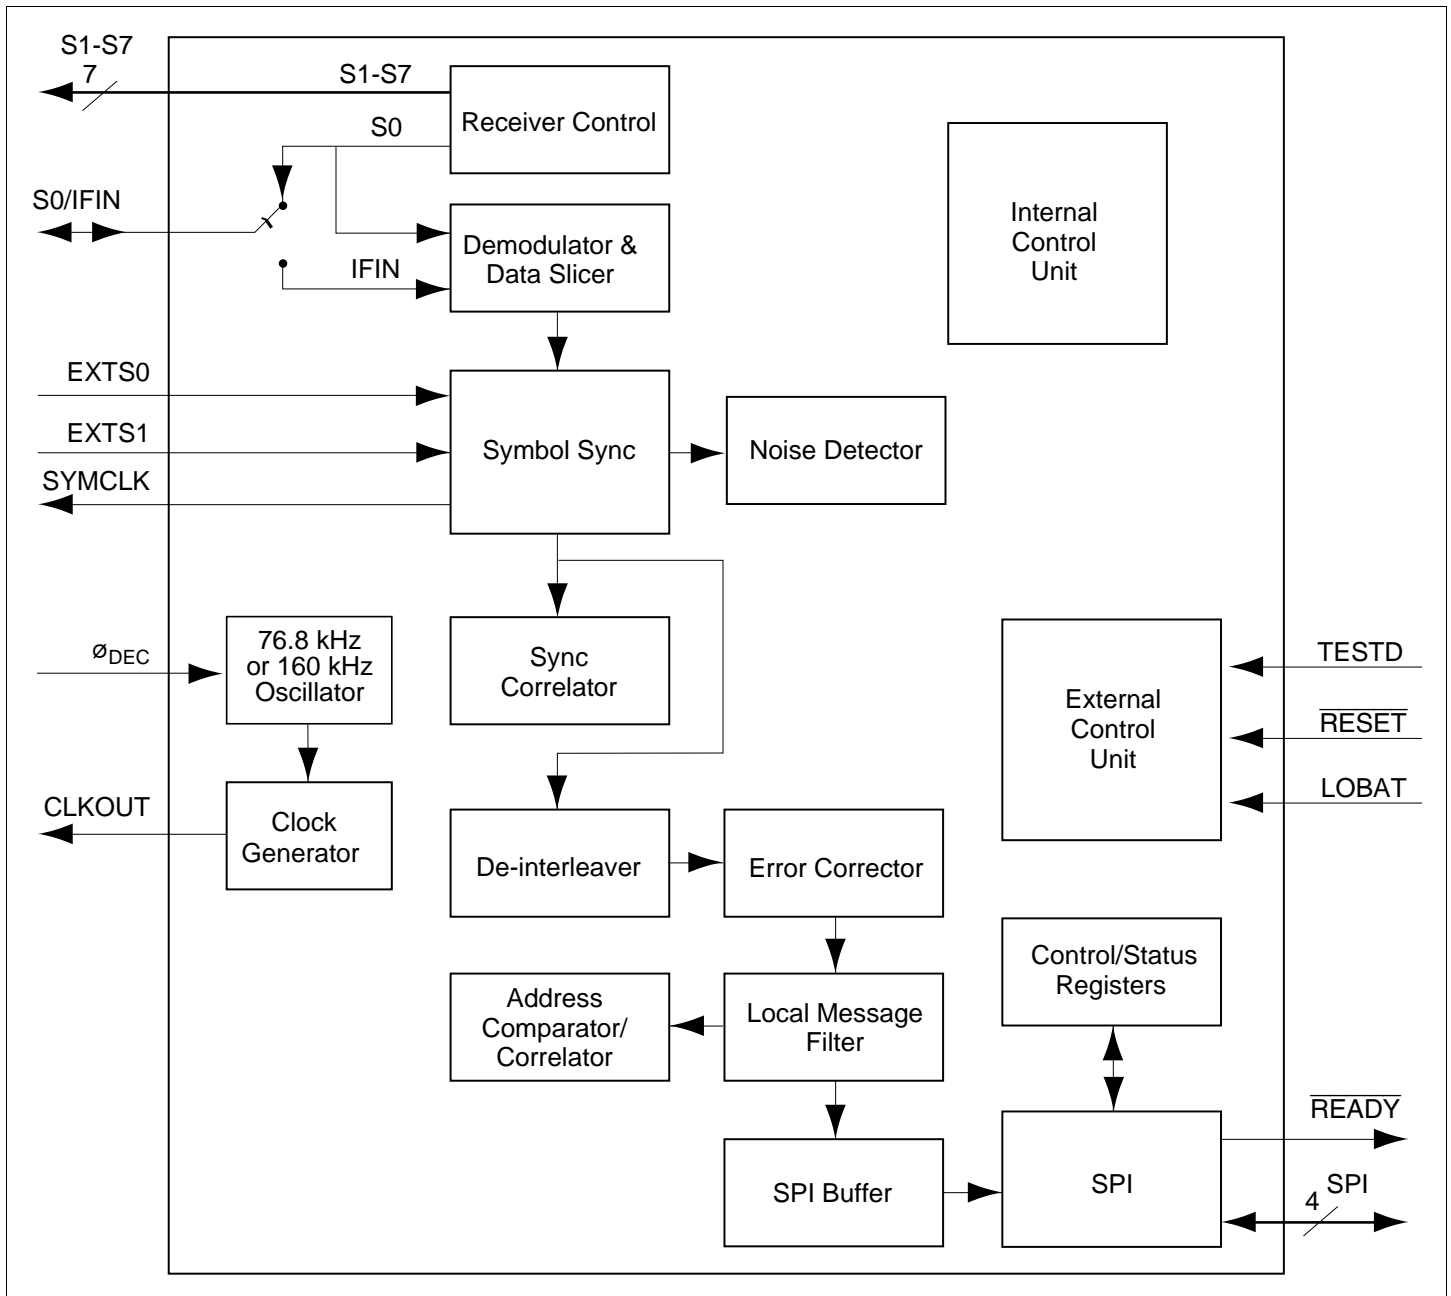 S1-S7
7
S1-S7
Receiver Control
S0
S0/IFIN
Demodulator &
Data Slicer
IFIN
Internal
Control
Unit
EXTS0
EXTS1
SYMCLK
Symbol Sync
Noise Detector
øDEC
76.8 kHz
or 160 kHz
Oscillator
Sync
Correlator
External
Control
Unit
TESTD
RESET
LOBAT
CLKOUT
Clock
Generator
De-interleaver
Error Corrector
Control/Status
Registers
Address
Comparator/
Correlator
Local Message
Filter
READY
SPI Buffer
SPI
4
SPI